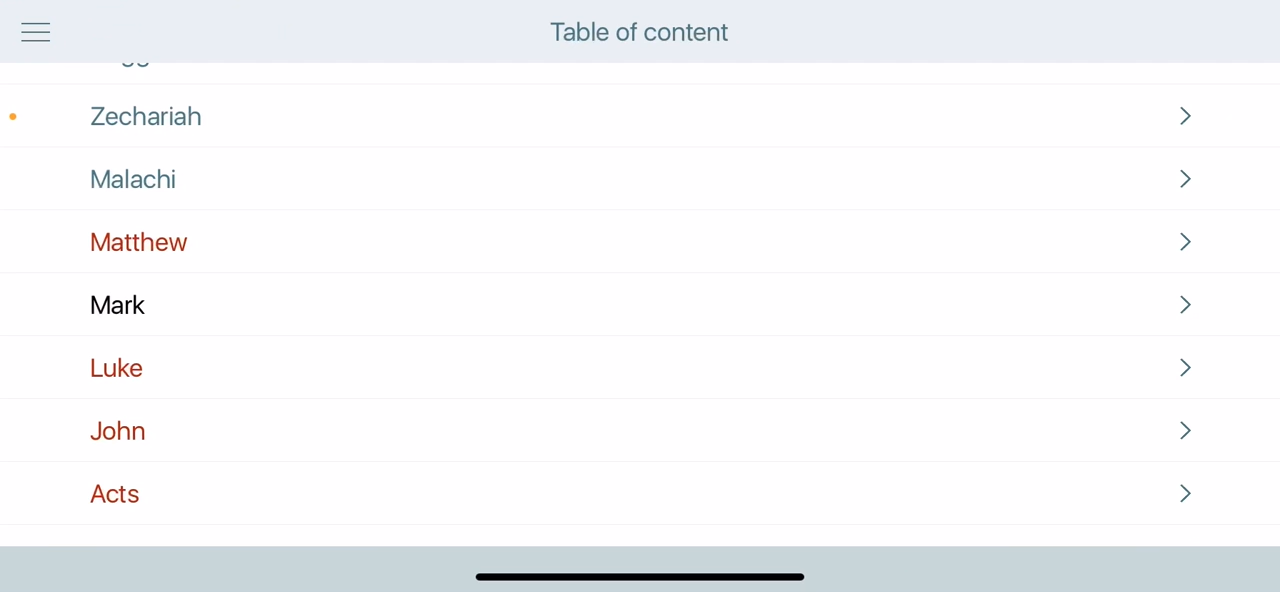 Table of content
Zechariah
Malachi
Matthew
Mark
Luke
John
Acts